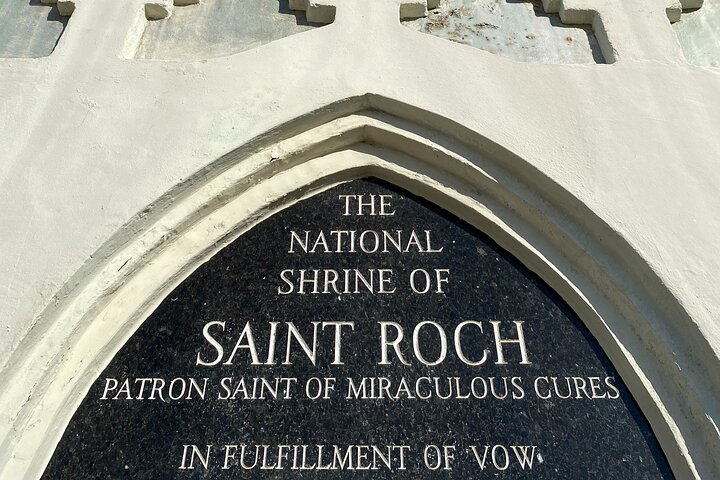 THE
NATIONAL
SHRINE OF
SAINT ROCH
PATRON SAINT OF MIRACULOUS CURES
IN FULFILLMENT OF VOW